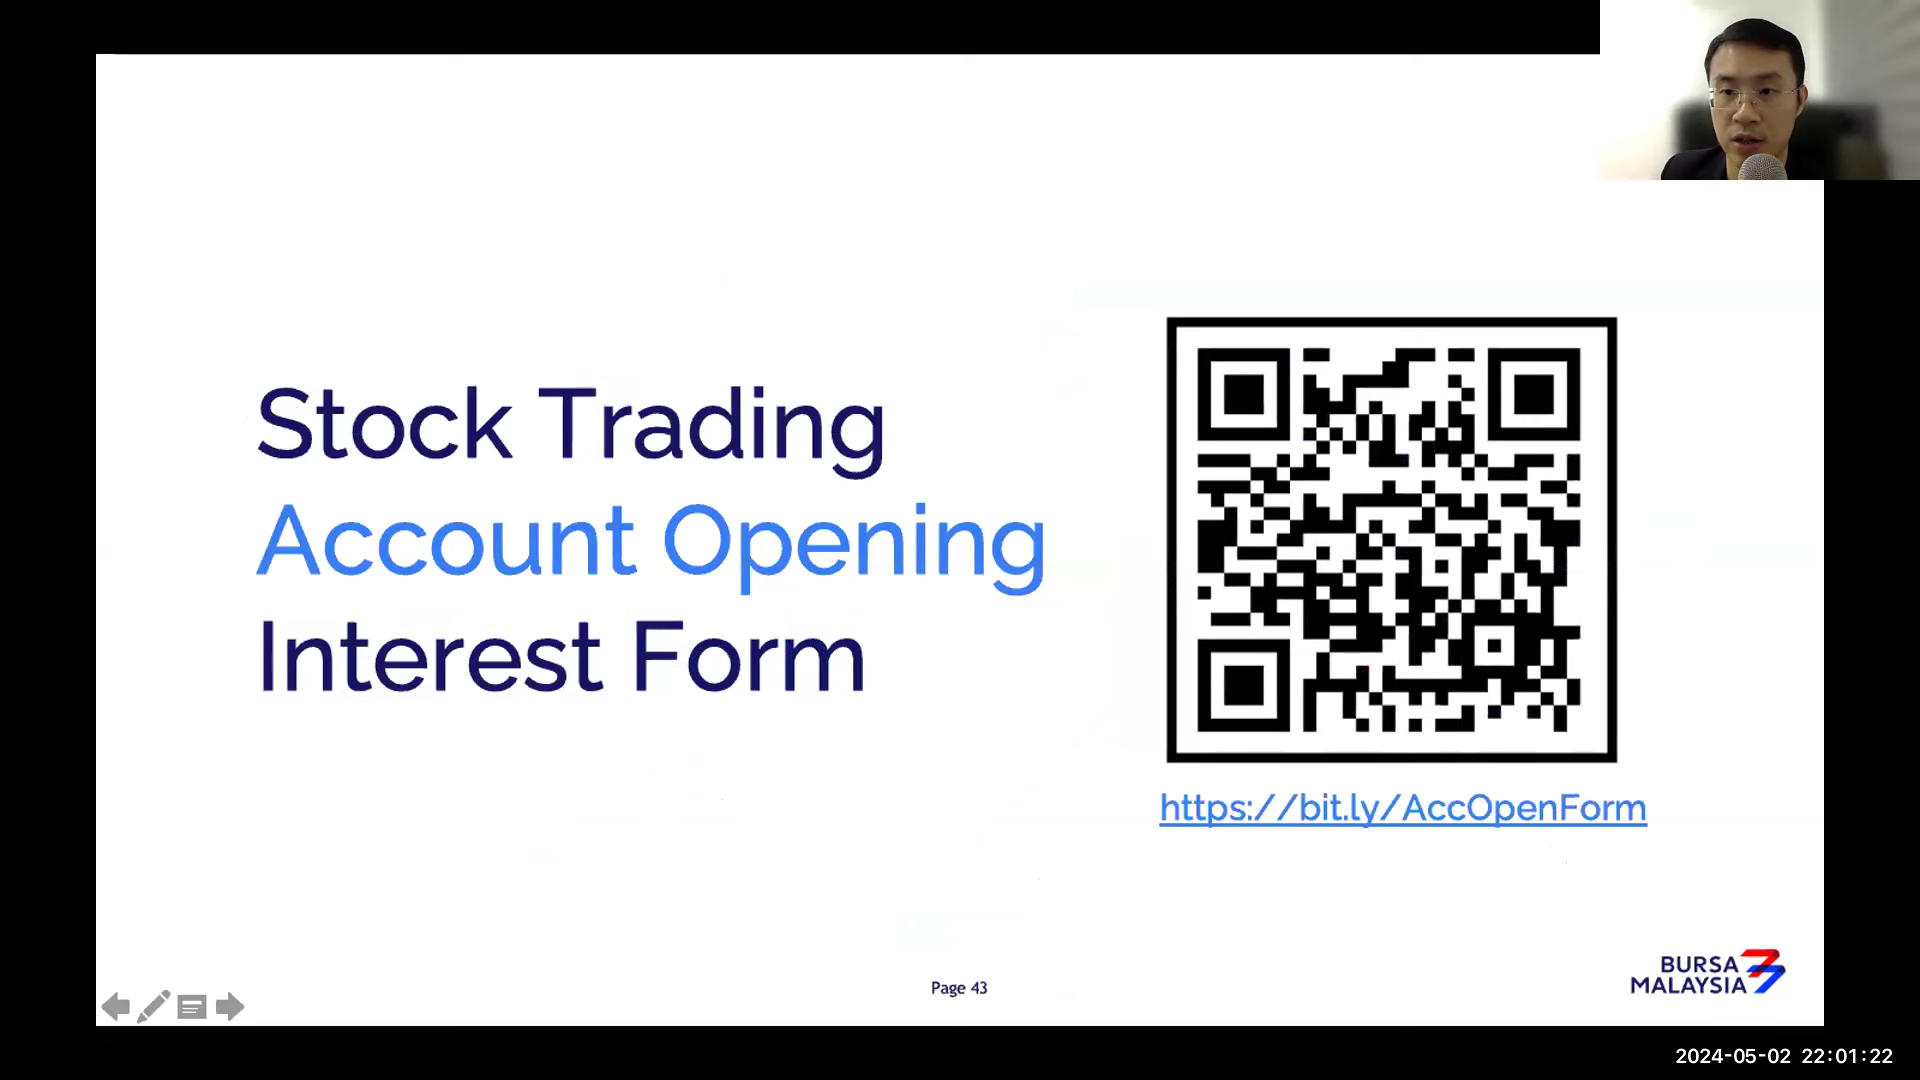 Stock Trading
Account Opening
Interest Form
https://bit.ly/AccOpenForm
Page 43
BURSA
MALAYSIA
2024-05-02 22:01:22